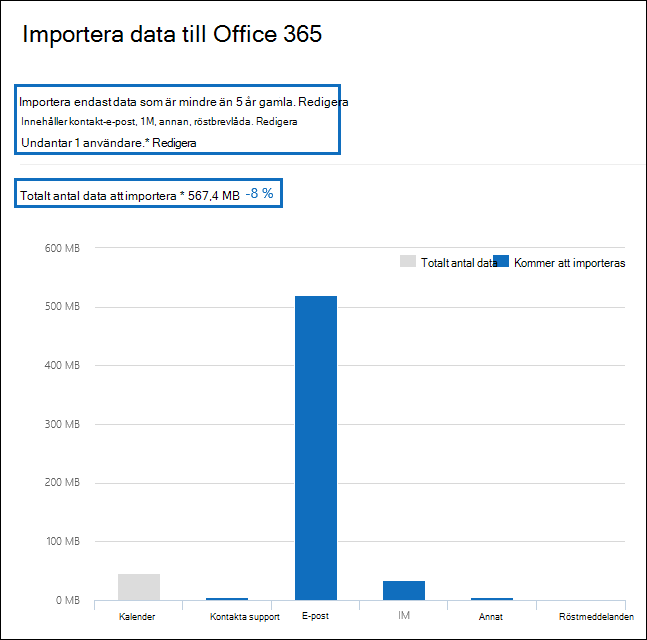 Importera data till Office 365
Importera endast data som är mindre än 5 år gamla. Redigera
Innehåller kontakt-e-post, 1M, annan, röstbrevlåda. Redigera
Undantar 1 användare.* Redigera
Totalt antal data att importera * 567,4 MB -8 %
600 MB
Totalt antal data Kommer att importeras
500 MB
400 MB
300 MB
200 MB
100 MB
0 MB
Kalender Kontakta support E-post IM Annat Röstmeddelanden